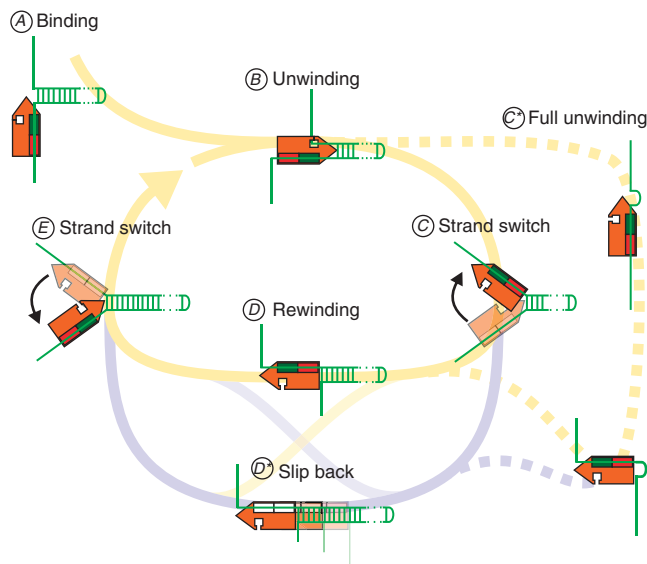 A Binding
B Unwinding
C* Full unwinding
E Strand switch
C Strand switch
D Rewinding
D* Slip back